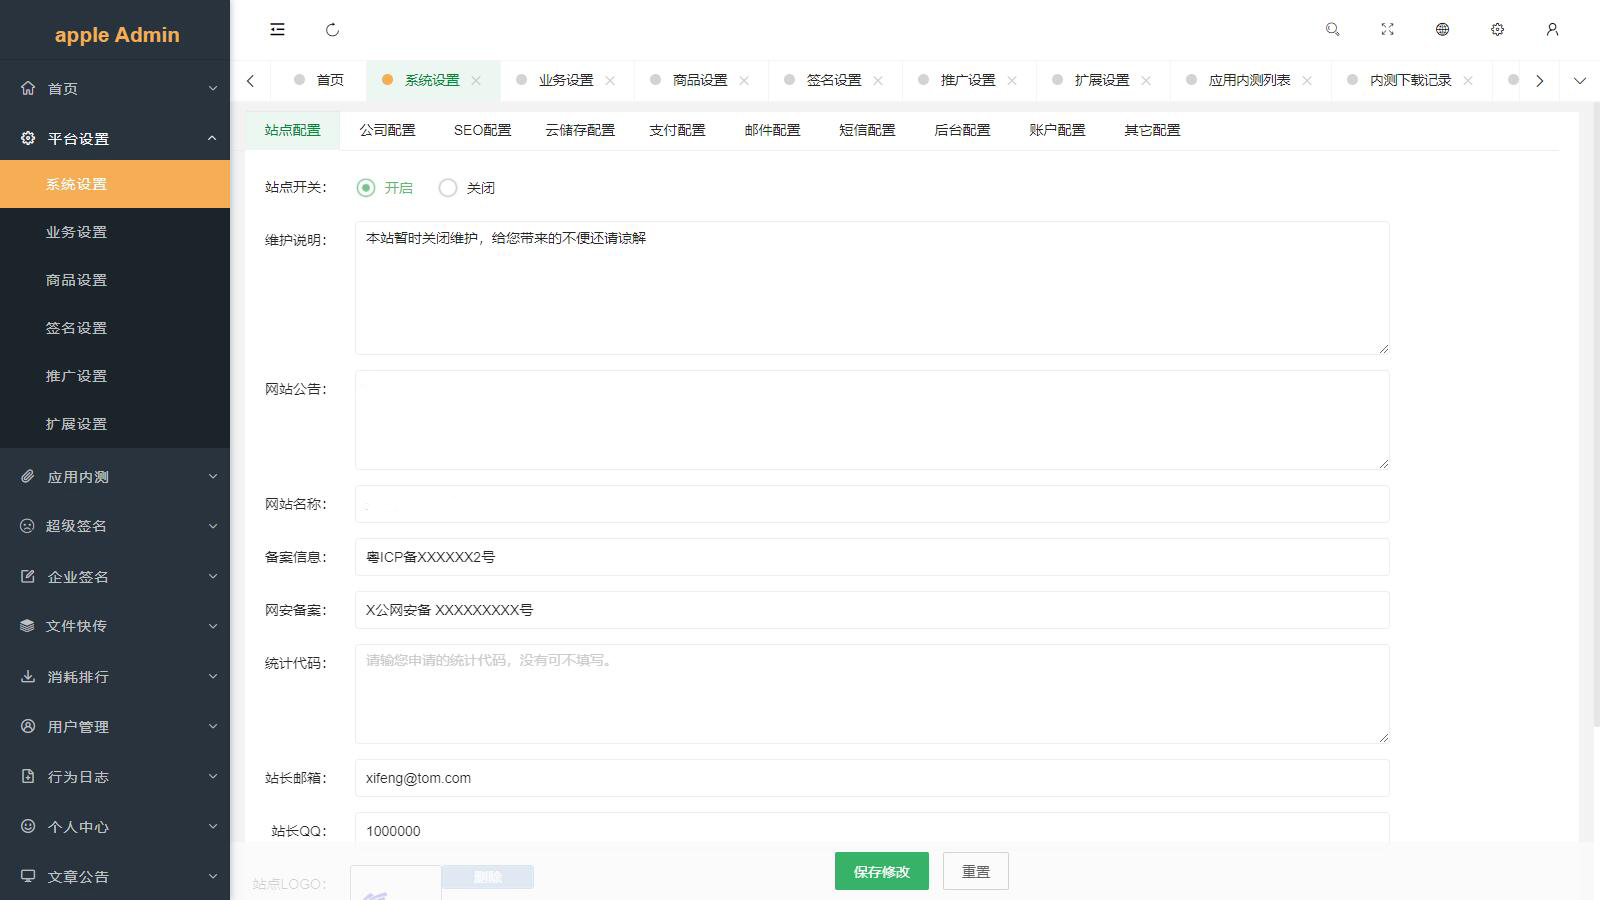 apple Admin
首页
平台设置
系统设置
业务设置
商品设置
签名设置
推广设置
扩展设置
应用内测
超级签名
企业签名
文件快传
消耗排行
用户管理
行为日志
个人中心
文章公告
首页 系统设置 业务设置 商品设置 签名设置 推广设置 扩展设置 应用内测列表 内测下载记录
站点配置 公司配置 SEO配置 云储存配置 支付配置 邮件配置 短信配置 后台配置 账户配置 其它配置
站点开关： 开启 关闭
维护说明： 本站暂时关闭维护，给您带来的不便还请谅解
网站公告：
网站名称：
备案信息： 粤ICP备XXXXXX2号
网安备案： X公网安备 XXXXXXXXX号
统计代码： 请输您申请的统计代码，没有可不填写。
站长邮箱： xifeng@tom.com
站长QQ： 1000000
站点LOGO： 删除
保存修改 重置